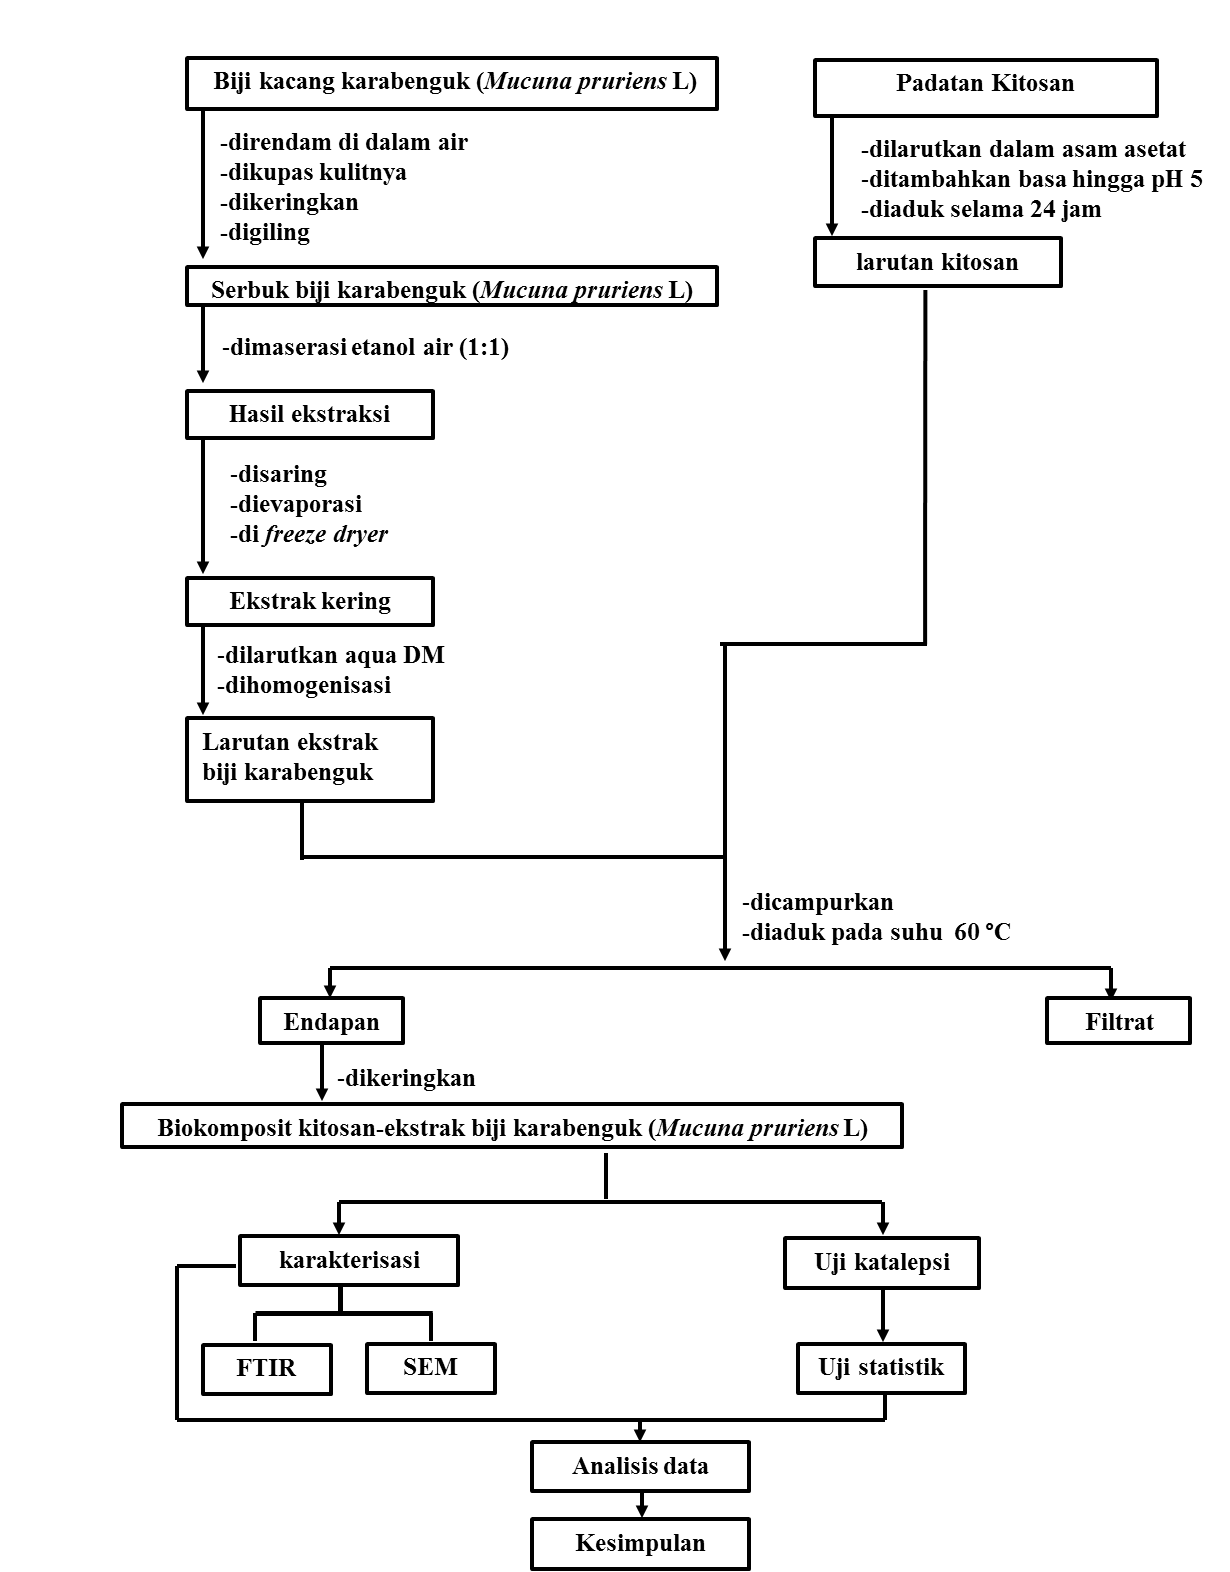 Biji kacang karabenguk (Mucuna pruriens L)
-direndam di dalam air
-dikupas kulitnya
-dikeringkan
-digiling
Serbuk biji karabenguk (Mucuna pruriens L)
-dimaserasi etanol air (1:1)
Hasil ekstraksi
-disaring
-dievaporasi
-di freeze dryer
Ekstrak kering
-dilarutkan aqua DM
-dihomogenisasi
Larutan ekstrak
biji karabenguk
Padatan Kitosan
-dilarutkan dalam asam asetat
-ditambahkan basa hingga pH 5
-diaduk selama 24 jam
larutan kitosan
-dicampurkan
-diaduk pada suhu 60 °C
Endapan
Filtrat
-dikeringkan
Biokomposit kitosan-ekstrak biji karabenguk (Mucuna pruriens L)
karakterisasi
Uji katalepsi
FTIR
SEM
Uji statistik
Analisis data
Kesimpulan